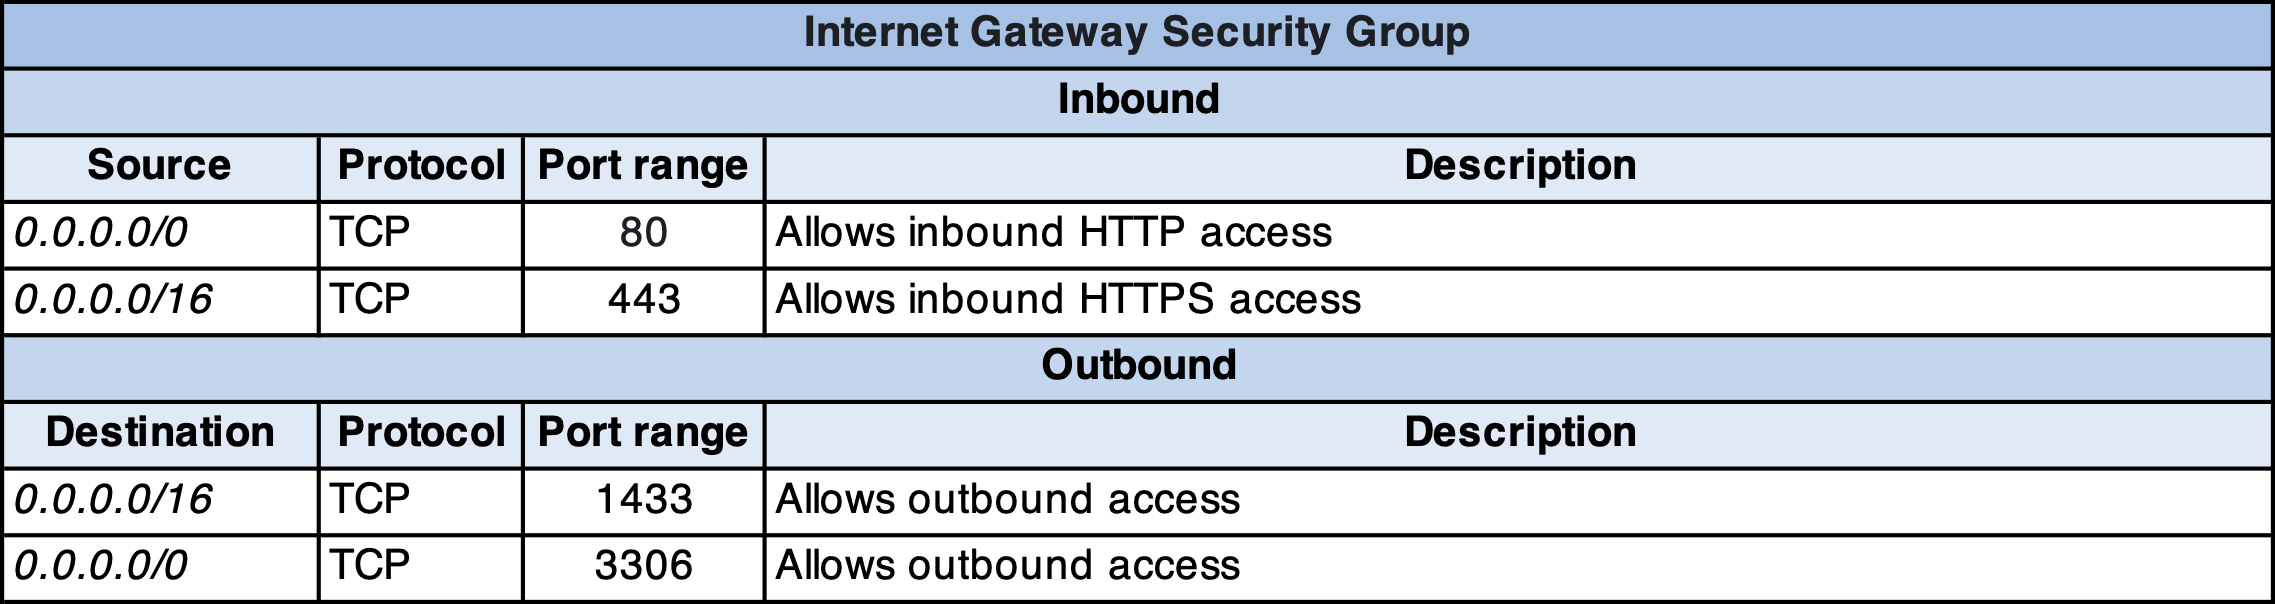 Internet Gateway Security Group
Inbound
Source Protocol Port range Description
0.0.0.0/0 TCP 80 Allows inbound HTTP access
0.0.0.0/16 TCP 443 Allows inbound HTTPS access
Outbound
Destination Protocol Port range Description
0.0.0.0/16 TCP 1433 Allows outbound access
0.0.0.0/0 TCP 3306 Allows outbound access